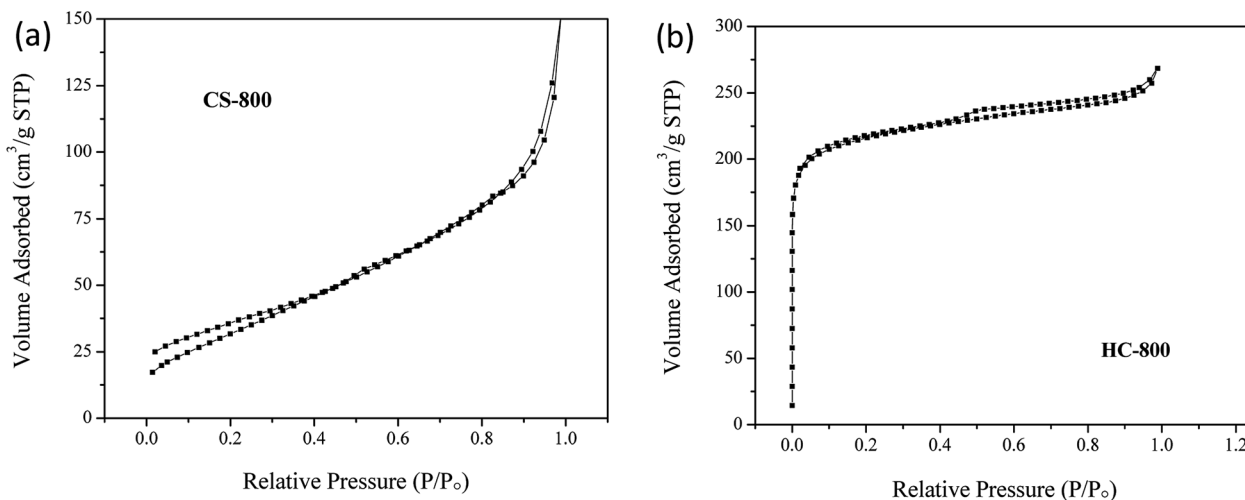 (a)
Volume Adsorbed (cm³/g STP)
150
125
100
75
50
25
0
CS-800
0.0 0.2 0.4 0.6 0.8 1.0
Relative Pressure (P/P₀)
(b)
Volume Adsorbed (cm³/g STP)
300
250
200
150
100
50
0
HC-800
0.0 0.2 0.4 0.6 0.8 1.0 1.2
Relative Pressure (P/P₀)